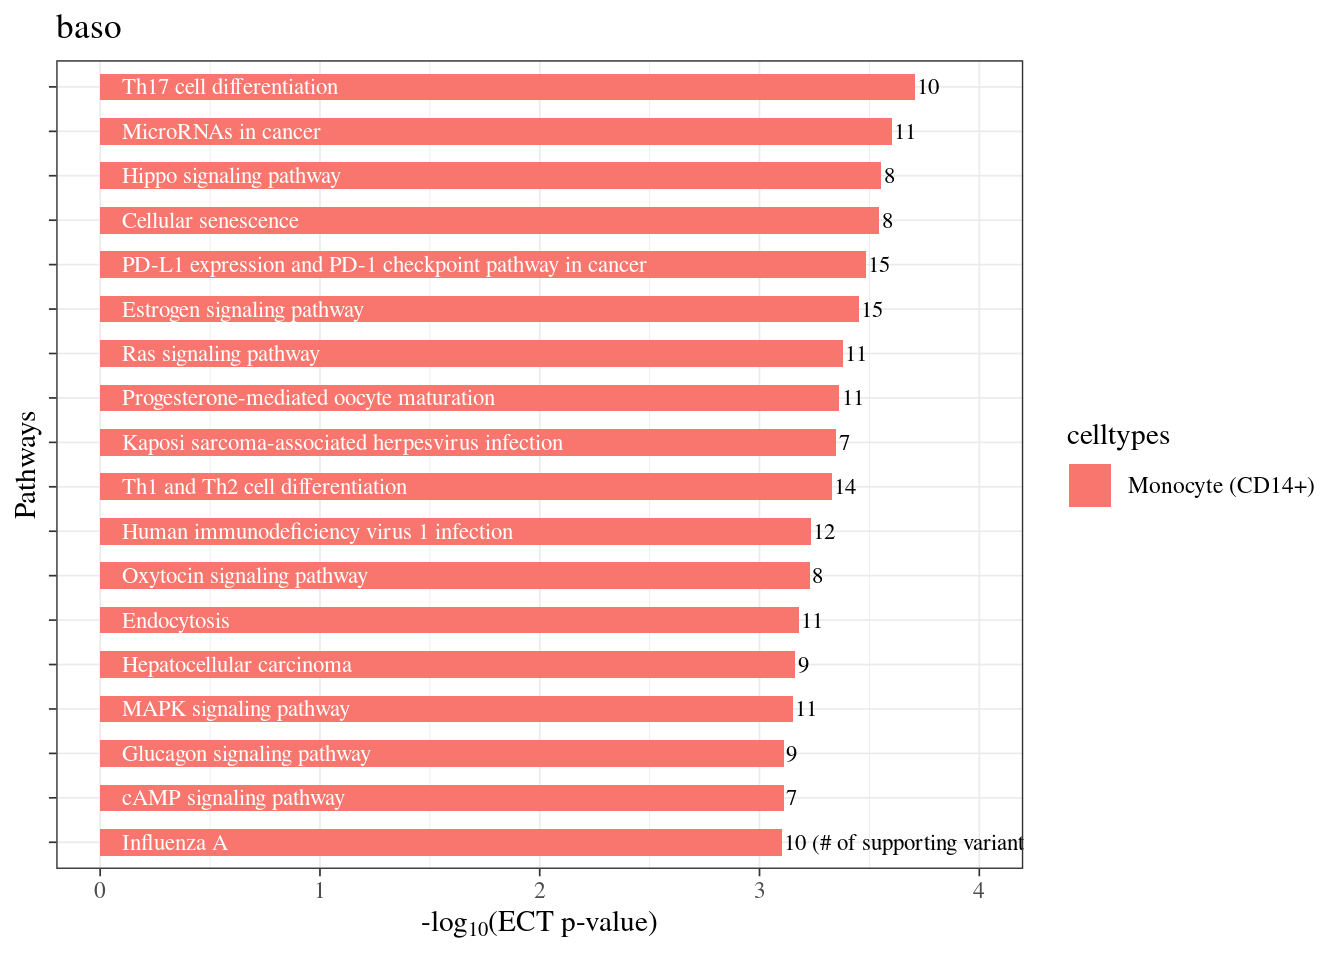 baso
Th17 cell differentiation 10
MicroRNAs in cancer 11
Hippo signaling pathway 8
Cellular senescence 8
PD-L1 expression and PD-1 checkpoint pathway in cancer 15
Estrogen signaling pathway 15
Ras signaling pathway 11
Progesterone-mediated oocyte maturation 11
Kaposi sarcoma-associated herpesvirus infection 7
Th1 and Th2 cell differentiation 14
Human immunodeficiency virus 1 infection 12
Oxytocin signaling pathway 8
Endocytosis 11
Hepatocellular carcinoma 9
MAPK signaling pathway 11
Glucagon signaling pathway 9
cAMP signaling pathway 7
Influenza A 10 (# of supporting variant
Pathways
0 1 2 3 4
-log₁₀(ECT p-value)
celltypes
Monocyte (CD14+)